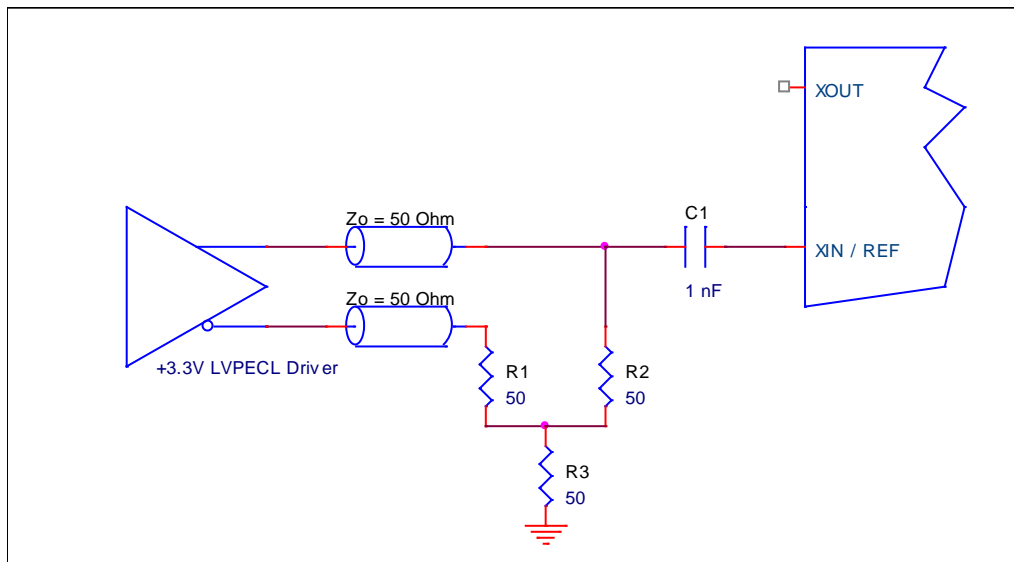 XOUT
C1
Zo = 50 Ohm
XIN / REF
1 nF
Zo = 50 Ohm
+3.3V LVPECL Driver
R1
50
R2
50
R3
50